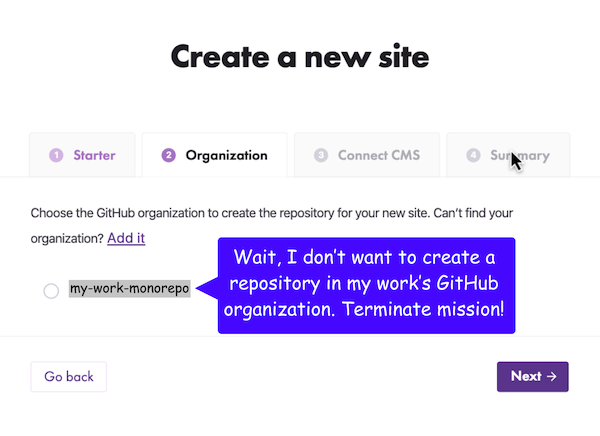 Create a new site
1 Starter
2 Organization
3 Connect CMS
4 Summary
Choose the GitHub organization to create the repository for your new site. Can’t find your
organization? Add it
my-work-monorepo
Wait, I don’t want to create a
repository in my work’s GitHub
organization. Terminate mission!
Go back
Next →